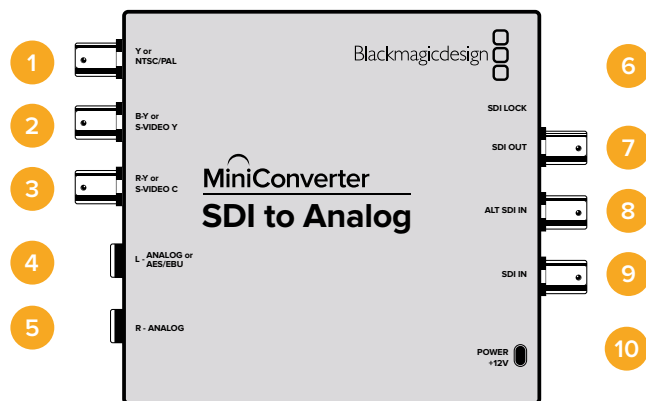 1
Y or
NTSC/PAL
2
B-Y or
S-VIDEO Y
3
R-Y or
S-VIDEO C
4
L - ANALOG or
AES/EBU
5
R - ANALOG
Blackmagicdesign
MiniConverter
SDI to Analog
6
SDI LOCK
7
SDI OUT
8
ALT SDI IN
9
SDI IN
10
POWER
+12V